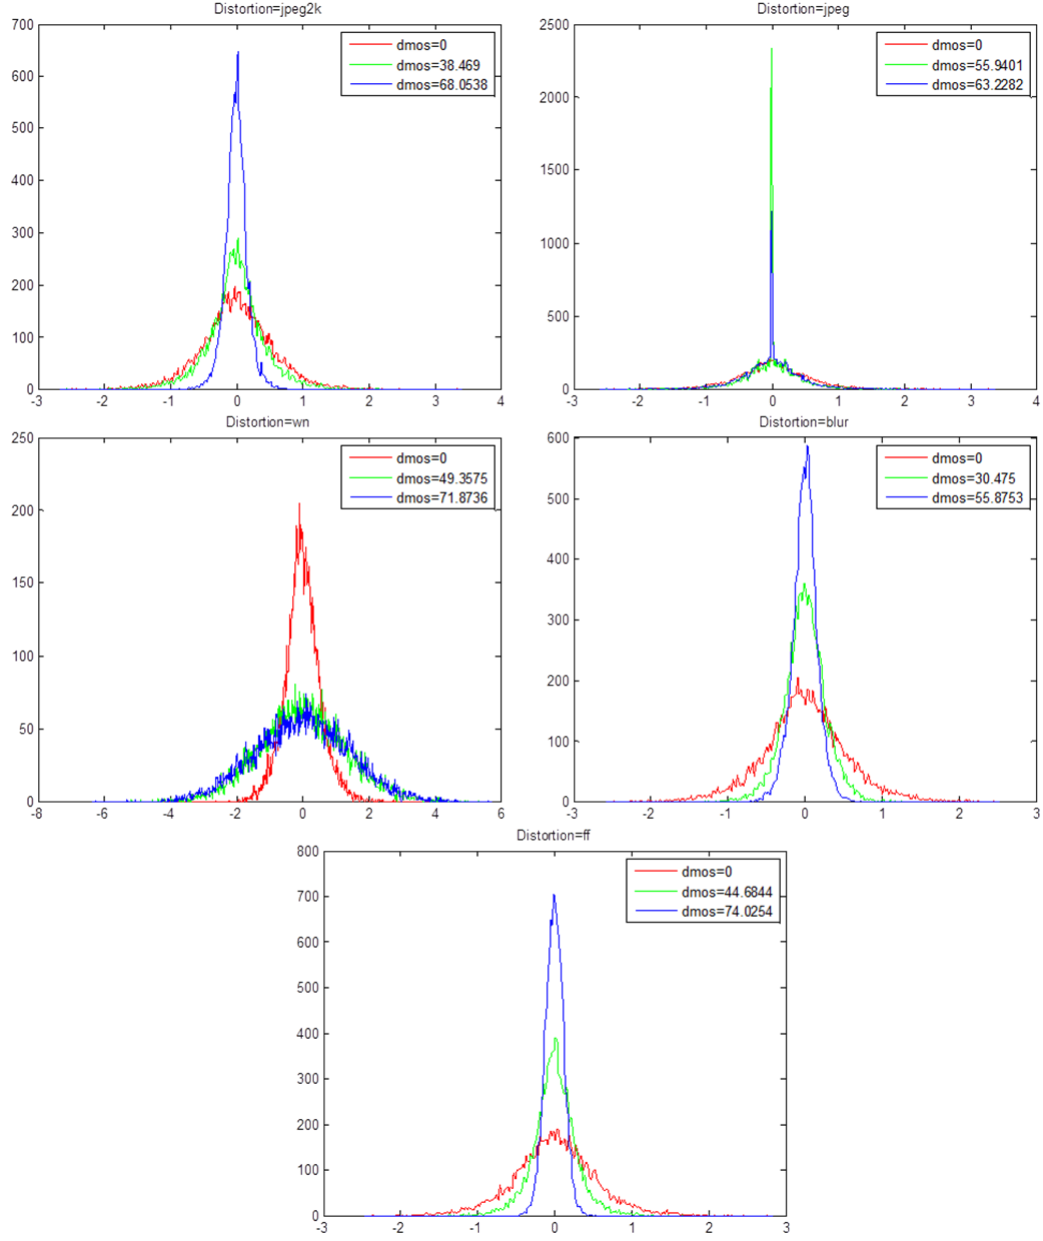 Distortion=jpeg2k
700
600
500
400
300
200
100
0
-3 -2 -1 0 1 2 3 4
dmos=0
dmos=38.469
dmos=68.0538
Distortion=jpeg
2500
2000
1500
1000
500
0
-3 -2 -1 0 1 2 3 4
dmos=0
dmos=55.9401
dmos=63.2282
Distortion=wn
250
200
150
100
50
0
-8 -6 -4 -2 0 2 4 6
dmos=0
dmos=49.3575
dmos=71.8736
Distortion=blur
600
500
400
300
200
100
0
-3 -2 -1 0 1 2 3
dmos=0
dmos=30.475
dmos=55.8753
Distortion=ff
800
700
600
500
400
300
200
100
0
-3 -2 -1 0 1 2 3
dmos=0
dmos=44.6844
dmos=74.0254